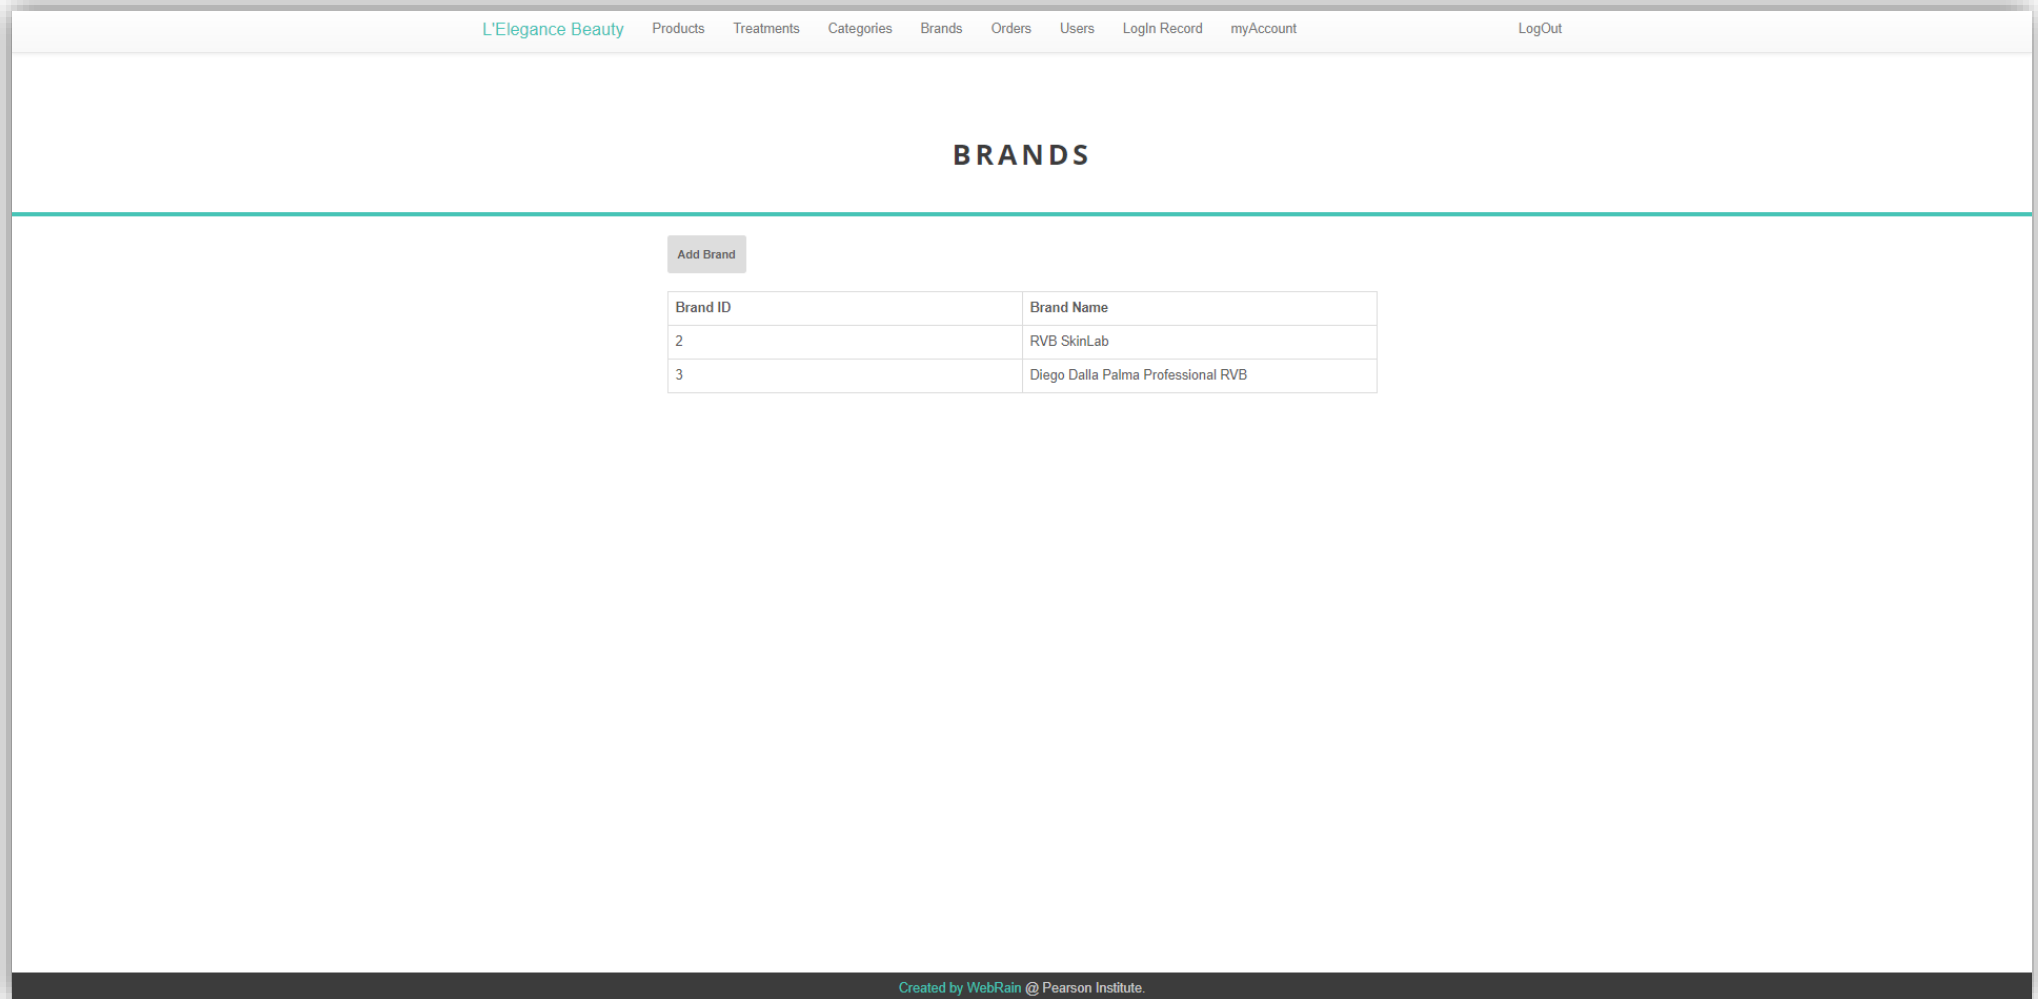 L'Elegance Beauty Products Treatments Categories Brands Orders Users LogIn Record myAccount LogOut
BRANDS
Add Brand
Brand ID Brand Name
2 RVB SkinLab
3 Diego Dalla Palma Professional RVB
Created by WebRain @ Pearson Institute.